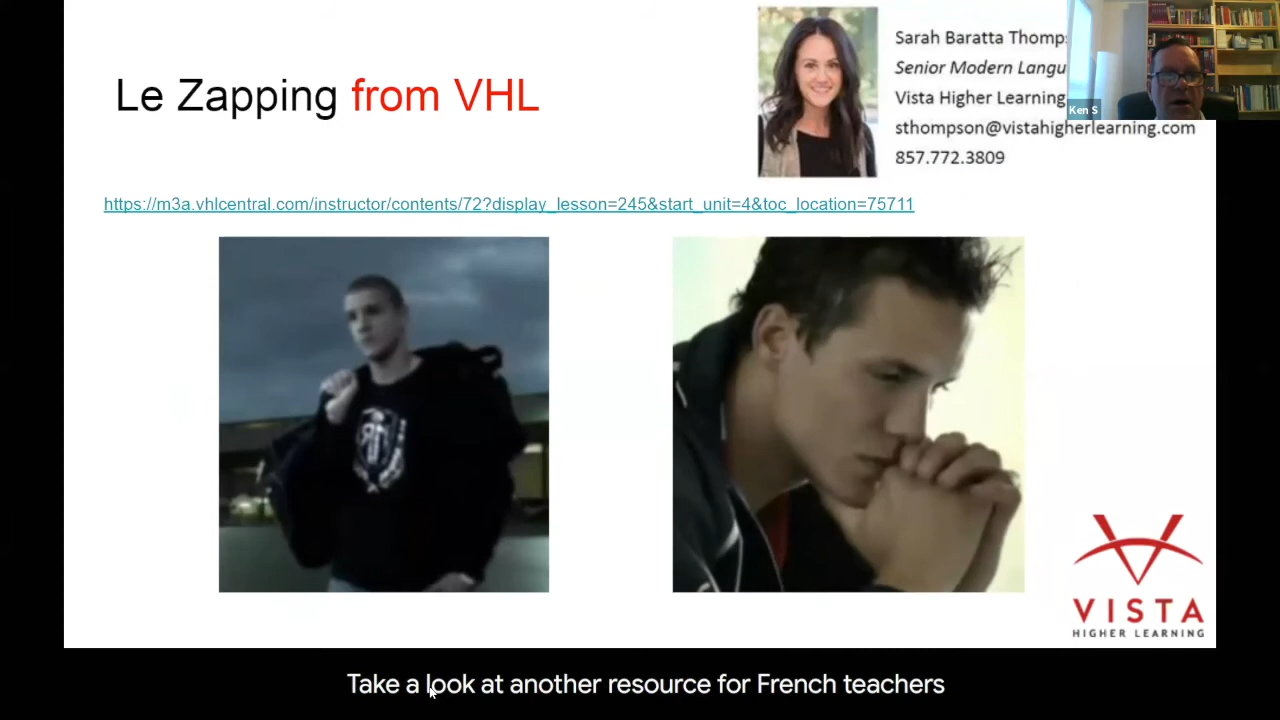 Le Zapping from VHL
Sarah Baratta
Senior Modern
Vista Higher Learning
sthompson@vistahigherlearning.com
857.772.3809
Ken S
https://m3a.vhlcentral.com/instructor/contents/72?display_lesson=245&start_unit=4&toc_location=75711
VISTA
HIGHER LEARNING
Take a look at another resource for French teachers